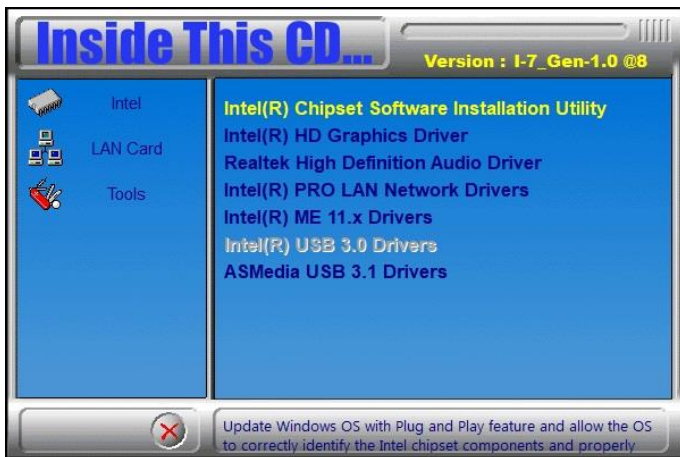 Inside This CD...
Version : I-7_Gen-1.0 @8
Intel
LAN Card
Tools
Intel(R) Chipset Software Installation Utility
Intel(R) HD Graphics Driver
Realtek High Definition Audio Driver
Intel(R) PRO LAN Network Drivers
Intel(R) ME 11.x Drivers
Intel(R) USB 3.0 Drivers
ASMedia USB 3.1 Drivers
Update Windows OS with Plug and Play feature and allow the OS
to correctly identify the Intel chipset components and properly